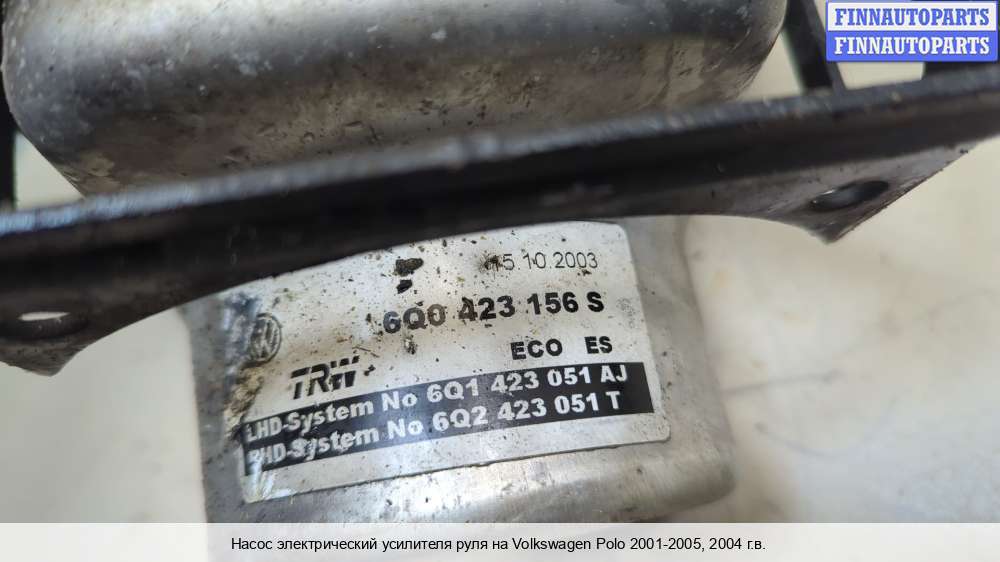 FINNAUTOPARTS
FINNAUTOPARTS
15.10.2003
6Q0 423 156 S
ECO ES
TRW
LHD-System No 6Q1 423 051 AJ
RHD-System No 6Q2 423 051 T
Насос электрический усилителя руля на Volkswagen Polo 2001-2005, 2004 г.в.